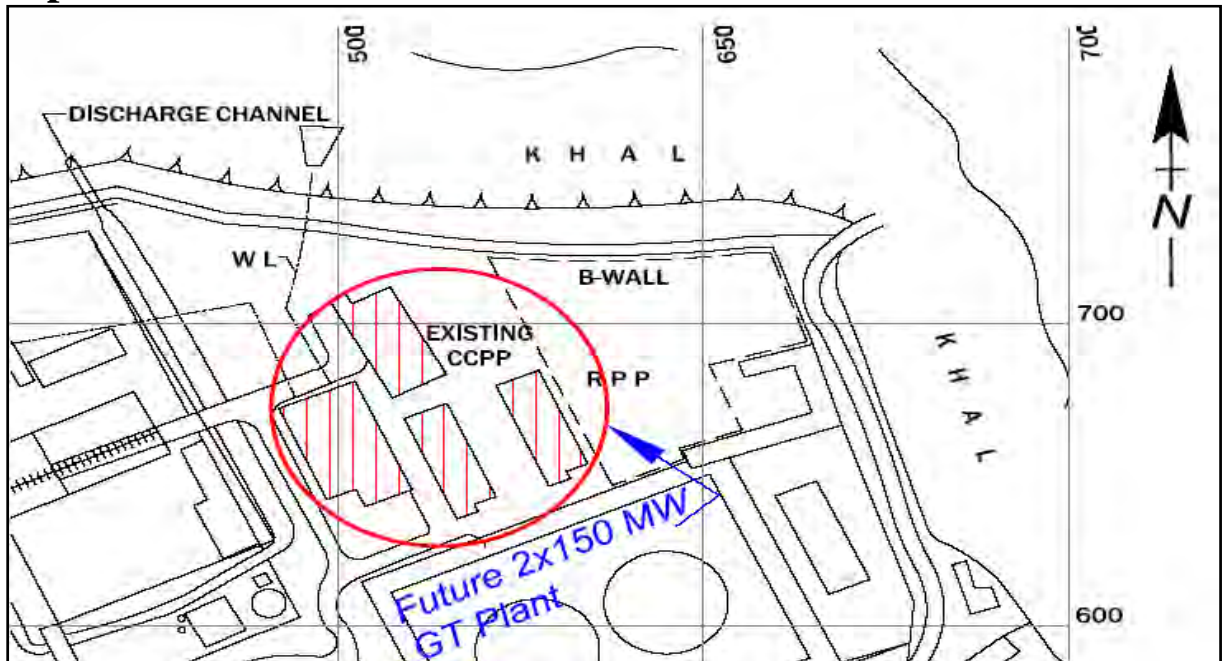 500
650
700
DISCHARGE CHANNEL
K H A L
N
W L
B-WALL
700
EXISTING
CCPP
R P P
K H A L
Future 2x150 MW
GT Plant
600